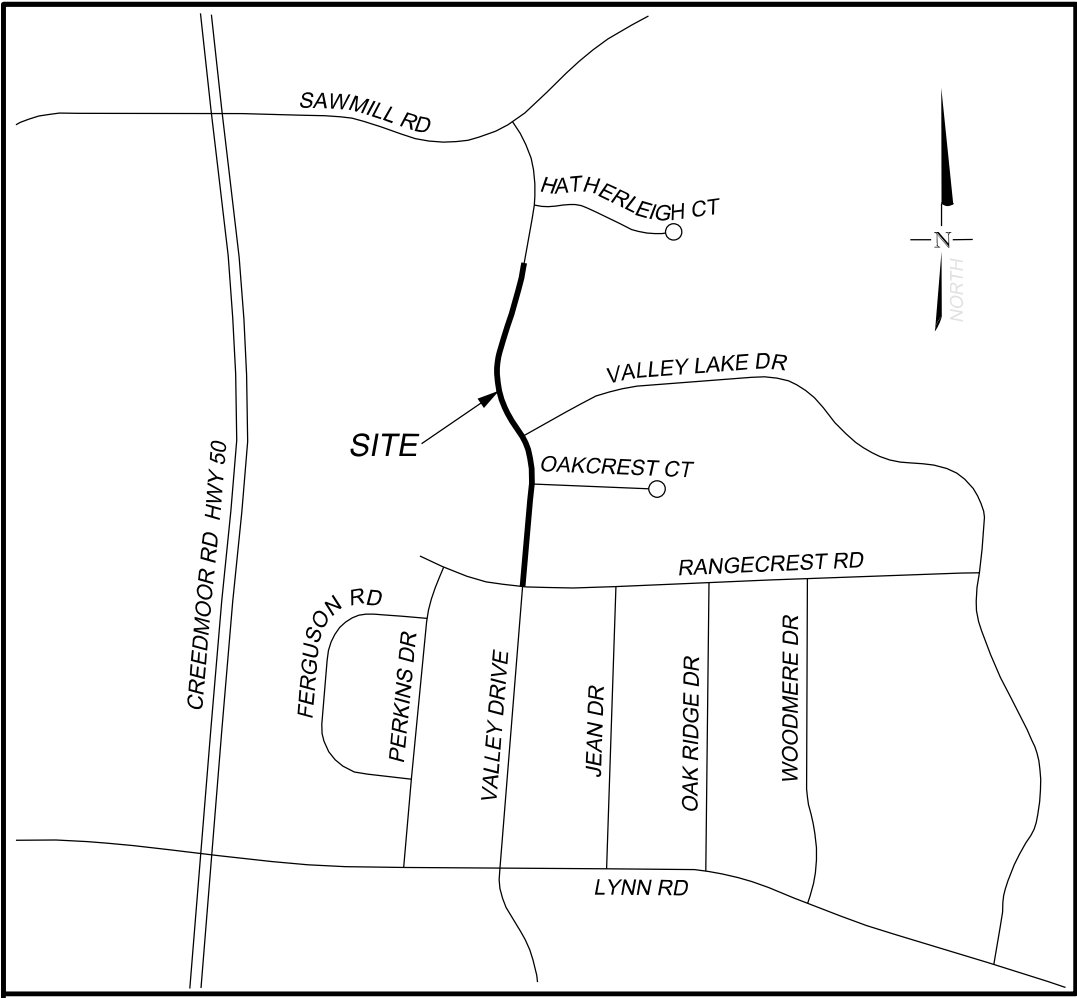 SAWMILL RD
HATHERLEIGH CT
N
NORTH
VALLEY LAKE DR
SITE
OAKCREST CT
CREEDMOOR RD HWY 50
RANGECREST RD
FERGUSON RD
PERKINS DR
VALLEY DRIVE
JEAN DR
OAK RIDGE DR
WOODMERE DR
LYNN RD